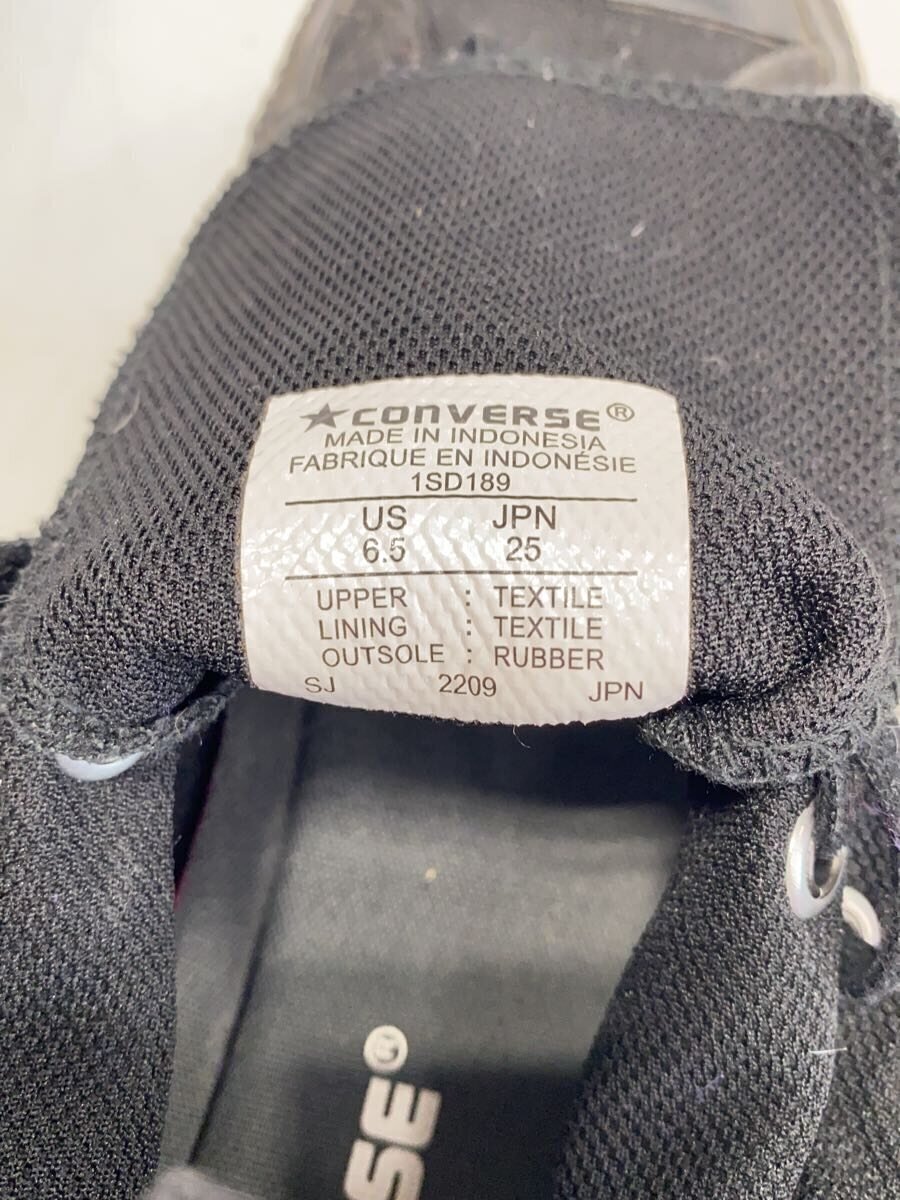 ★CONVERSE®
MADE IN INDONESIA
FABRIQUE EN INDONÉSIE
1SD189
US JPN
6.5 25
UPPER : TEXTILE
LINING : TEXTILE
OUTSOLE : RUBBER
SJ 2209 JPN
SE®